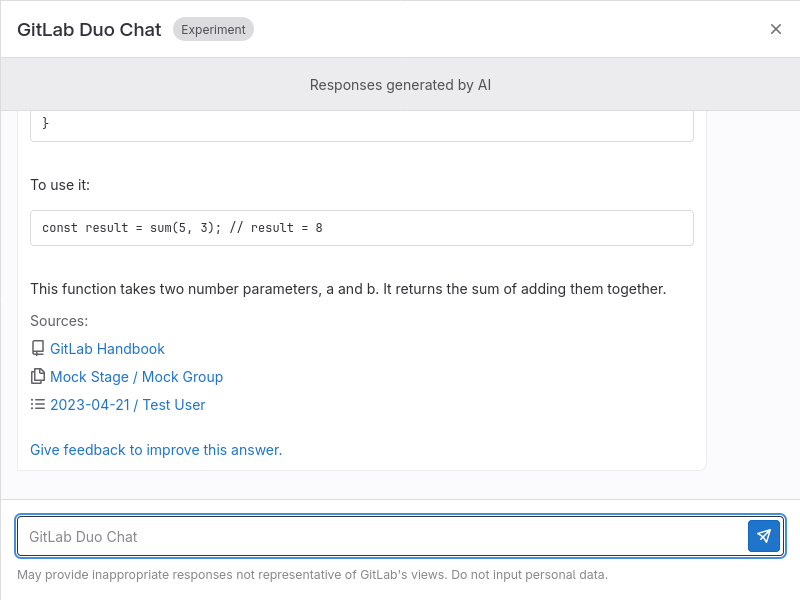 GitLab Duo Chat Experiment
Responses generated by AI
}
To use it:
const result = sum(5, 3); // result = 8
This function takes two number parameters, a and b. It returns the sum of adding them together.
Sources:
GitLab Handbook
Mock Stage / Mock Group
2023-04-21 / Test User
Give feedback to improve this answer.
GitLab Duo Chat
May provide inappropriate responses not representative of GitLab's views. Do not input personal data.